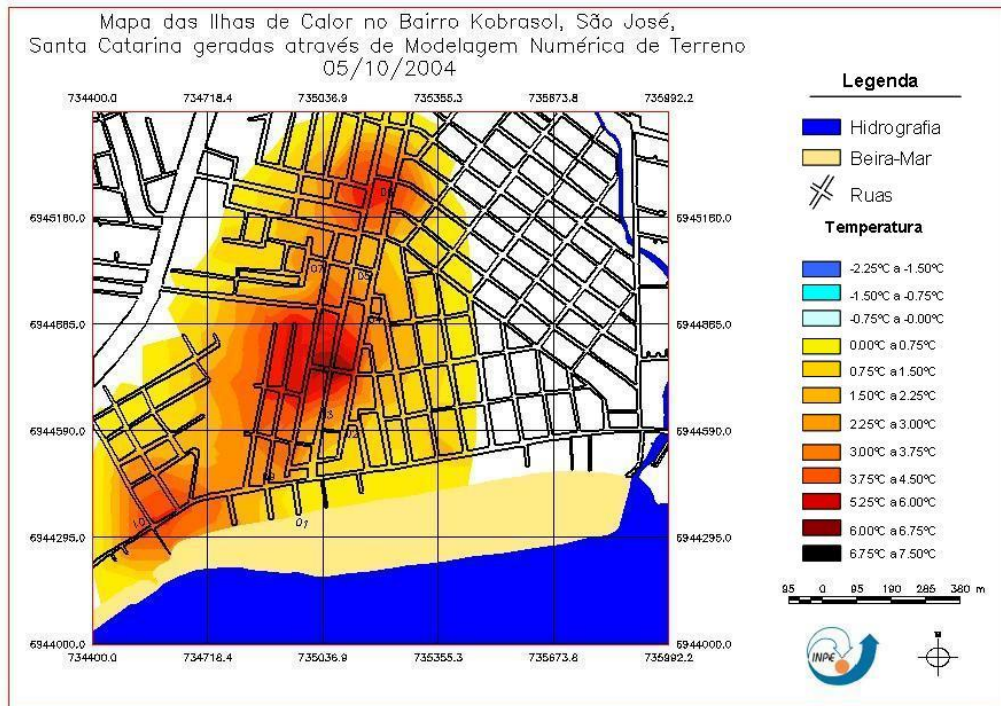 Mapa das Ilhas de Calor no Bairro Kobrasol, São José,
Santa Catarina geradas através de Modelagem Numérica de Terreno
05/10/2004
734400.0 734718.4 735036.9 735355.3 735673.8 735992.2
Legenda
Hidrografia
Beira-Mar
Ruas
Temperatura
-2.25ºC a -1.50ºC
-1.50ºC a -0.75ºC
-0.75ºC a -0.00ºC
0.00ºC a 0.75ºC
0.75ºC a 1.50ºC
1.50ºC a 2.25ºC
2.25ºC a 3.00ºC
3.00ºC a 3.75ºC
3.75ºC a 4.50ºC
5.25ºC a 6.00ºC
6.00ºC a 6.75ºC
6.75ºC a 7.50ºC
6945180.0 6945180.0
07 05
6944885.0 6944885.0
04
6944590.0 6944590.0
02
10 01
6944295.0 6944295.0
95 0 95 190 285 380 m
6944000.0 6944000.0
734400.0 734718.4 735036.9 735355.3 735673.8 735992.2
INPE